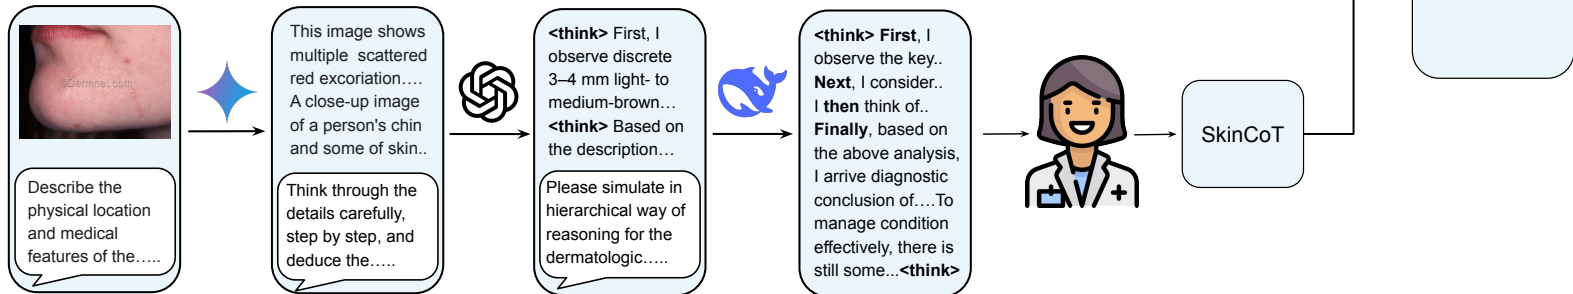 ©Dermnet.com
Describe the
physical location
and medical
features of the…..
This image shows
multiple scattered
red excoriation….
A close-up image
of a person's chin
and some of skin..
Think through the
details carefully,
step by step, and
deduce the…..
<think> First, I
observe discrete
3–4 mm light- to
medium-brown…
<think> Based on
the description…
Please simulate in
hierarchical way of
reasoning for the
dermatologic…..
<think> First, I
observe the key..
Next, I consider..
I then think of..
Finally, based on
the above analysis,
I arrive diagnostic
conclusion of….To
manage condition
effectively, there is
still some...<think>
SkinCoT